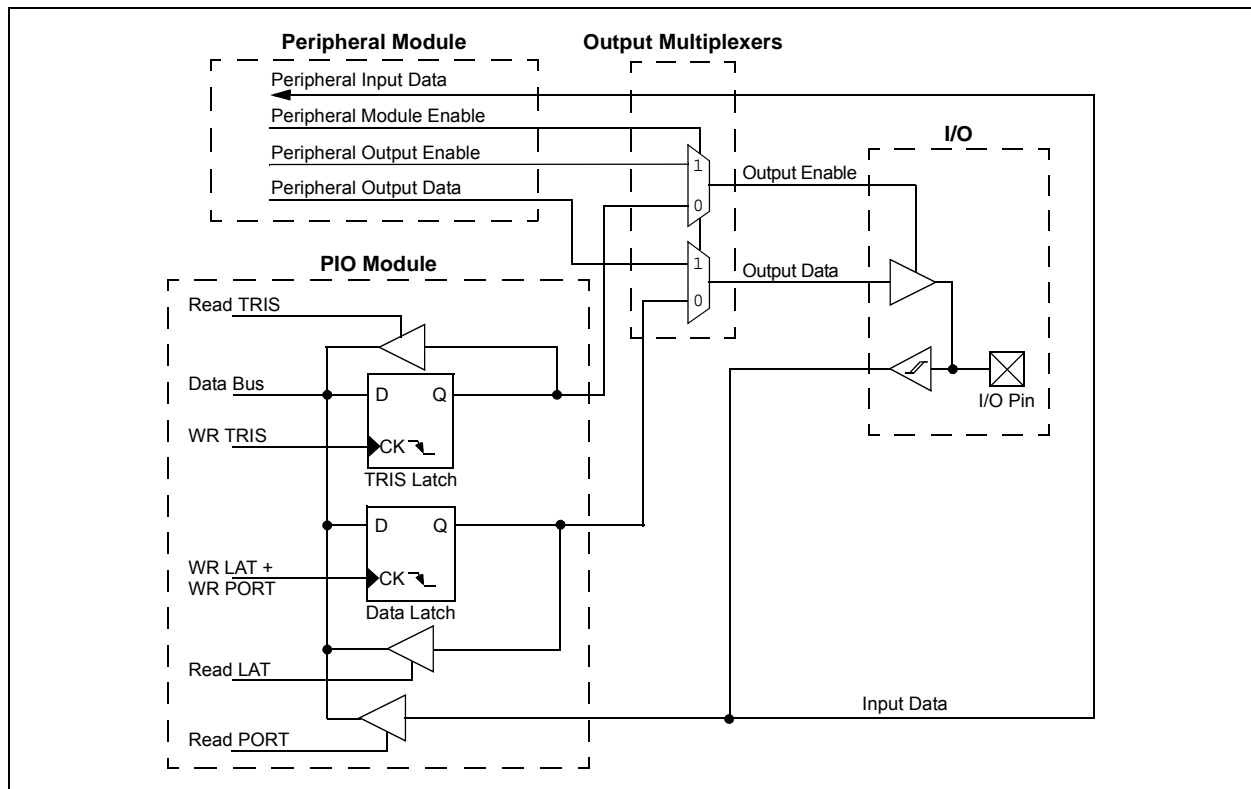 Peripheral Module
Output Multiplexers
Peripheral Input Data
Peripheral Module Enable
I/O
Peripheral Output Enable
1
Output Enable
Peripheral Output Data
0
PIO Module
1
Output Data
Read TRIS
0
Data Bus
D
Q
I/O Pin
WR TRIS
CK
TRIS Latch
D
Q
WR LAT +
WR PORT
CK
Data Latch
Read LAT
Input Data
Read PORT